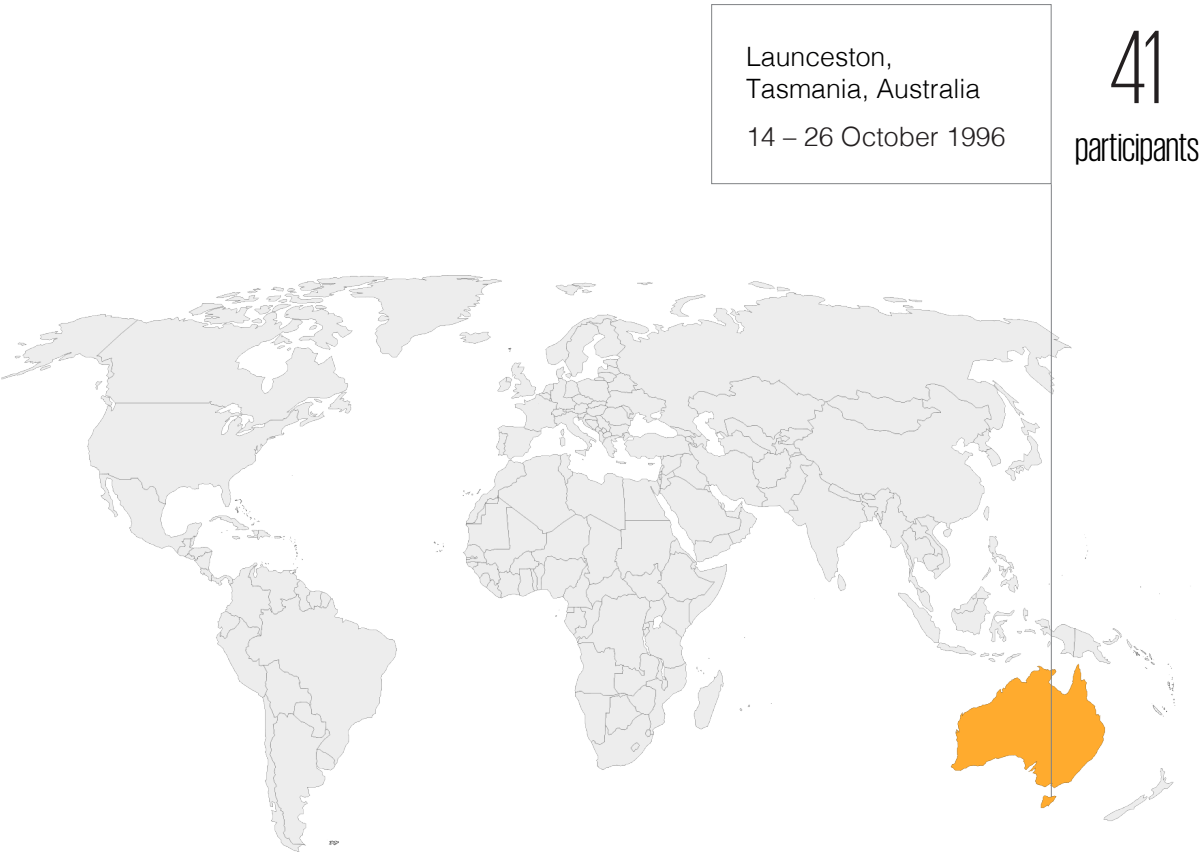 Launceston,
Tasmania, Australia
14 – 26 October 1996
41
participants